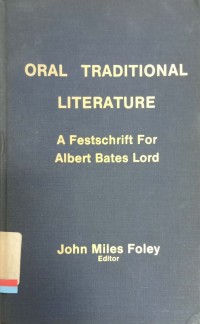 ORAL TRADITIONAL
LITERATURE
A Festschrift For
Albert Bates Lord
John Miles Foley
Editor